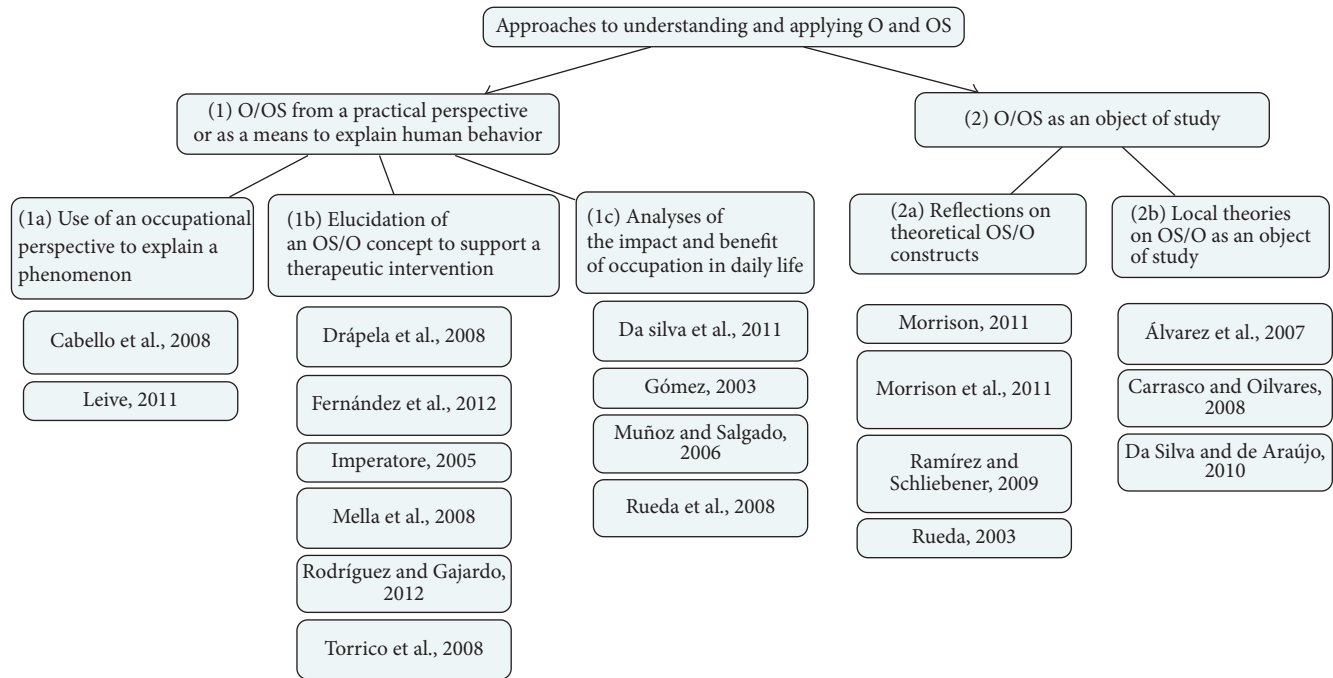 Approaches to understanding and applying O and OS
(1) O/OS from a practical perspective
or as a means to explain human behavior
(2) O/OS as an object of study
(1a) Use of an occupational
perspective to explain a
phenomenon
(1b) Elucidation of
an OS/O concept to support a
therapeutic intervention
(1c) Analyses of
the impact and benefit
of occupation in daily life
(2a) Reflections on
theoretical OS/O
constructs
(2b) Local theories
on OS/O as an object
of study
Cabello et al., 2008
Leive, 2011
Drápela et al., 2008
Fernández et al., 2012
Imperatore, 2005
Mella et al., 2008
Rodríguez and Gajardo,
2012
Torrico et al., 2008
Da silva et al., 2011
Gómez, 2003
Muñoz and Salgado,
2006
Rueda et al., 2008
Morrison, 2011
Morrison et al., 2011
Ramírez and
Schliebener, 2009
Rueda, 2003
Álvarez et al., 2007
Carrasco and Oilvares,
2008
Da Silva and de Araújo,
2010